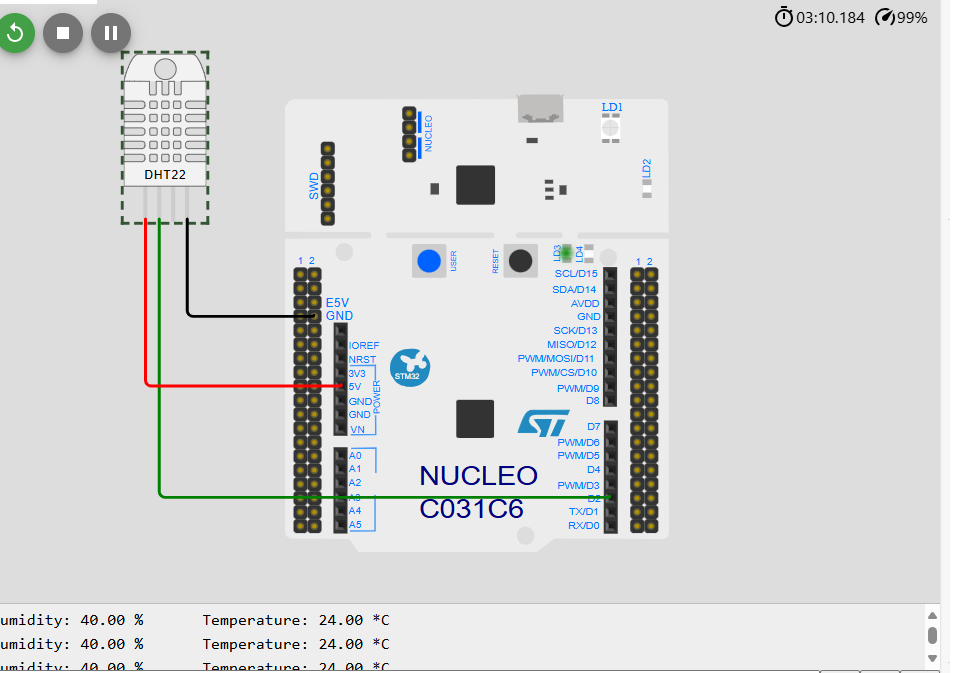 03:10.184 99%
DHT22
NUCLEO
LD1
LD2
SWD
USER
RESET
LD3
LD4
1 2
1 2
E5V
GND
IOREF
NRST
3V3
5V
GND
GND
VN
POWER
A0
A1
A2
A3
A4
A5
STM32
SCL/D15
SDA/D14
AVDD
GND
SCK/D13
MISO/D12
PWM/MOSI/D11
PWM/CS/D10
PWM/D9
D8
D7
PWM/D6
PWM/D5
D4
PWM/D3
D2
TX/D1
RX/D0
ST
NUCLEO
C031C6
umidity: 40.00 % Temperature: 24.00 *C
umidity: 40.00 % Temperature: 24.00 *C
umidity: 40.00 % Temperature: 24.00 *C